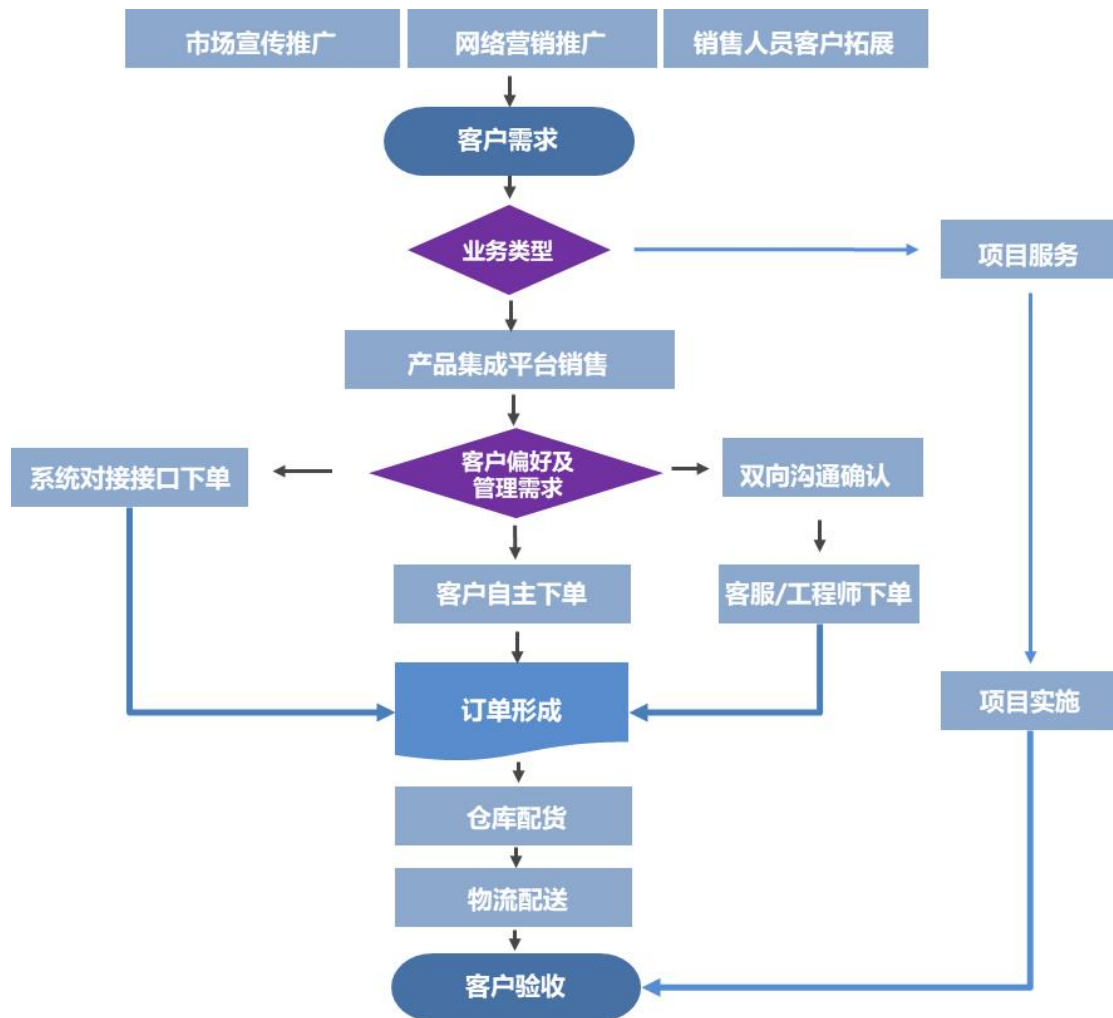 市场宣传推广
网络营销推广
销售人员客户拓展
客户需求
业务类型
项目服务
产品集成平台销售
系统对接接口下单
客户偏好及
管理需求
双向沟通确认
客户自主下单
客服/工程师下单
订单形成
项目实施
仓库配货
物流配送
客户验收